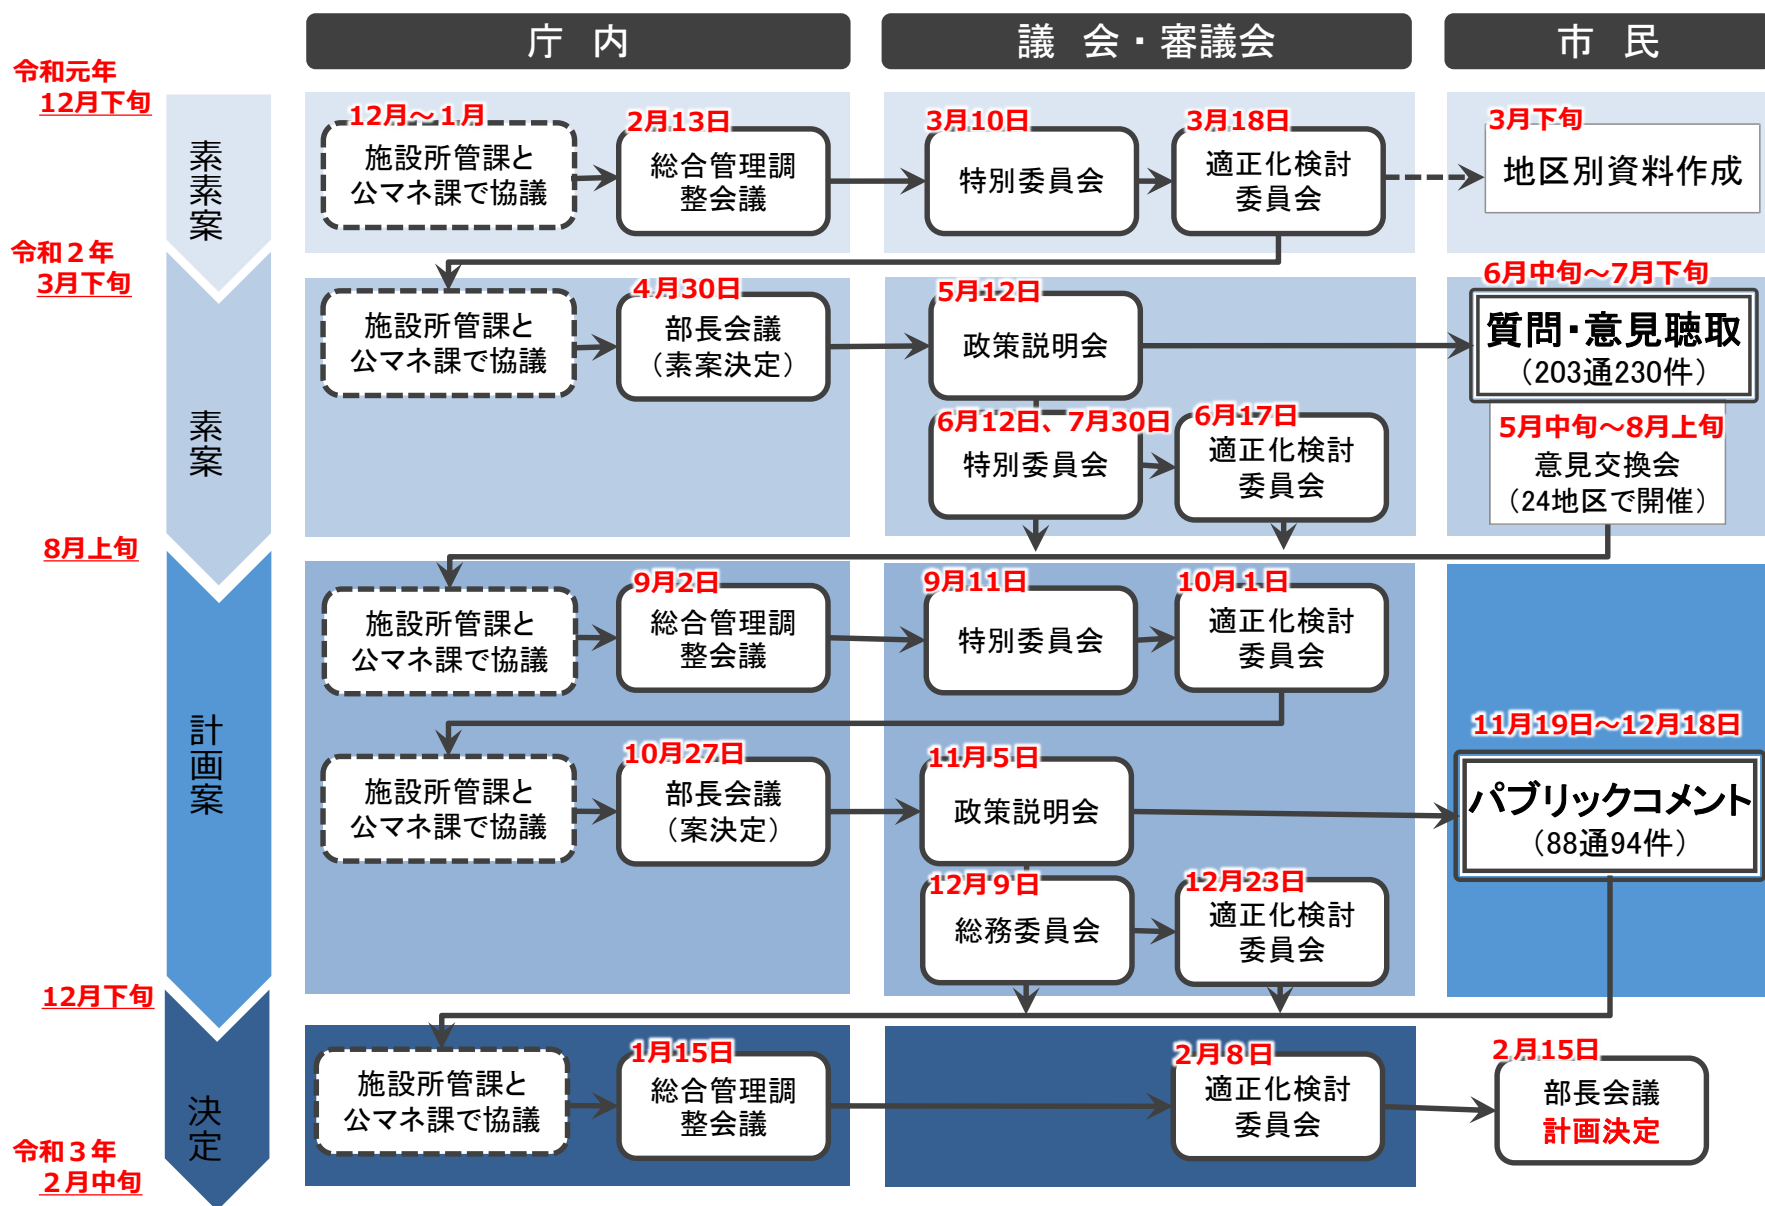 庁 内
議 会・審議会
市 民
令和元年
12月下旬
素素案
12月～1月
施設所管課と
公マネ課で協議
2月13日
総合管理調
整会議
3月10日
特別委員会
3月18日
適正化検討
委員会
3月下旬
地区別資料作成
令和２年
3月下旬
素案
施設所管課と
公マネ課で協議
4月30日
部長会議
（素案決定）
5月12日
政策説明会
6月中旬～7月下旬
質問・意見聴取
（203通230件）
6月12日、7月30日
特別委員会
6月17日
適正化検討
委員会
5月中旬～8月上旬
意見交換会
（24地区で開催）
8月上旬
計画案
施設所管課と
公マネ課で協議
9月2日
総合管理調
整会議
9月11日
特別委員会
10月1日
適正化検討
委員会
施設所管課と
公マネ課で協議
10月27日
部長会議
（案決定）
11月5日
政策説明会
11月19日～12月18日
パブリックコメント
（88通94件）
12月9日
総務委員会
12月23日
適正化検討
委員会
12月下旬
決定
施設所管課と
公マネ課で協議
1月15日
総合管理調
整会議
2月8日
適正化検討
委員会
2月15日
部長会議
計画決定
令和３年
２月中旬